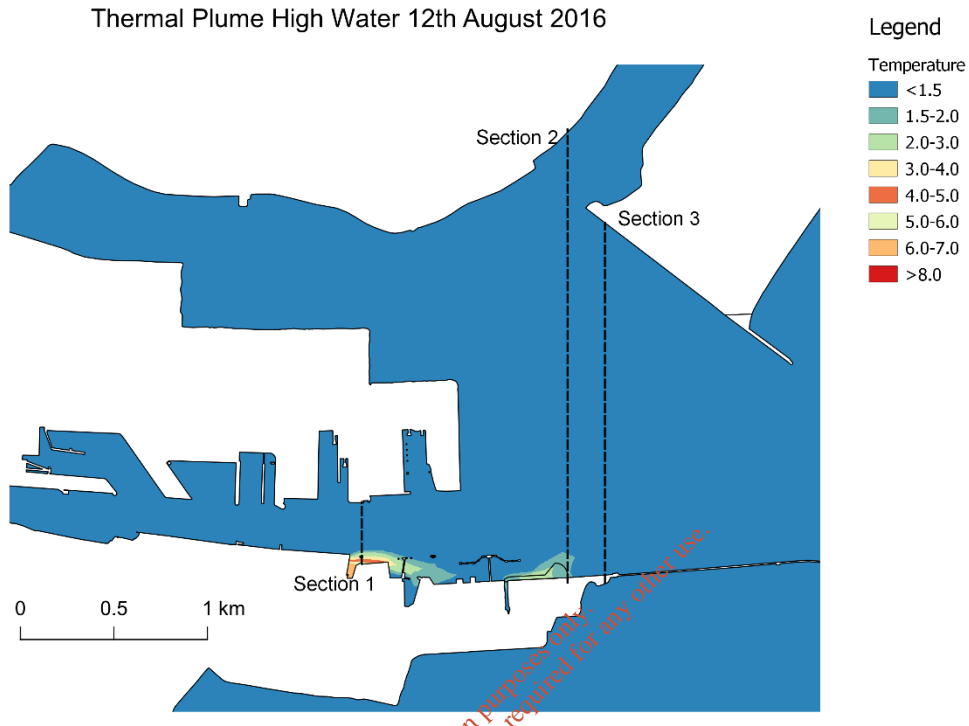 Thermal Plume High Water 12th August 2016
Legend
Temperature
<1.5
1.5-2.0
2.0-3.0
3.0-4.0
4.0-5.0
5.0-6.0
6.0-7.0
>8.0
Section 2
Section 3
Section 1
0 0.5 1 km
purposes only.
required for any other use.